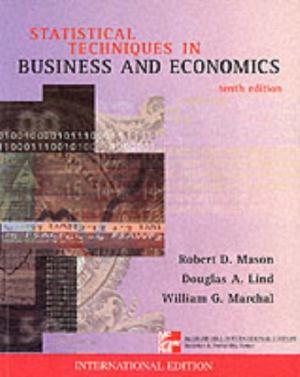 STATISTICAL
TECHNIQUES IN
BUSINESS AND ECONOMICS
tenth edition
Robert D. Mason
Douglas A. Lind
William G. Marchal
INTERNATIONAL EDITION